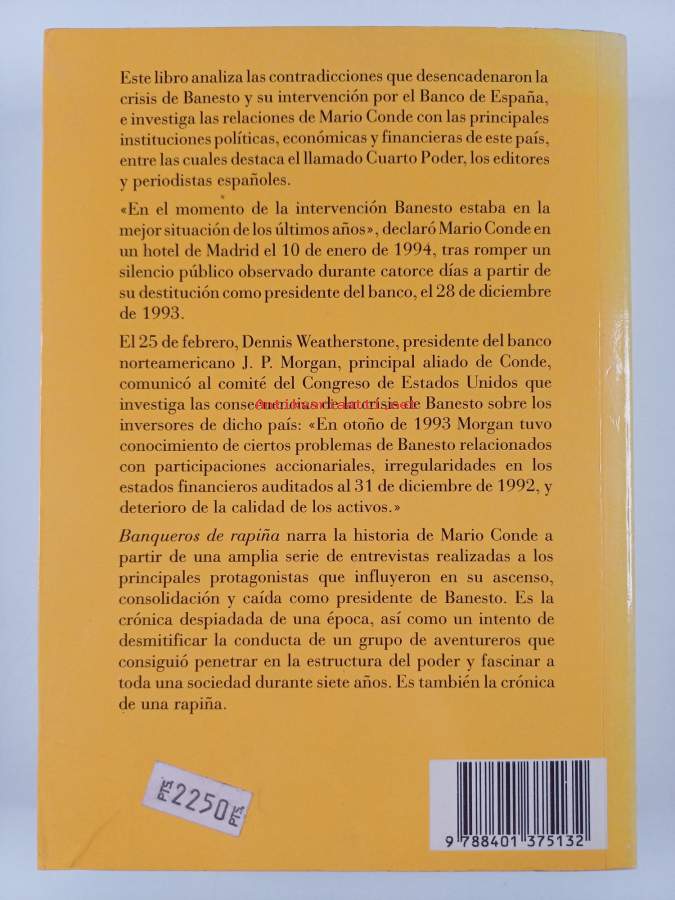 Este libro analiza las contradicciones que desencadenaron la
crisis de Banesto y su intervención por el Banco de España,
e investiga las relaciones de Mario Conde con las principales
instituciones políticas, económicas y financieras de este país,
entre las cuales destaca el llamado Cuarto Poder, los editores
y periodistas españoles.
«En el momento de la intervención Banesto estaba en la
mejor situación de los últimos años», declaró Mario Conde en
un hotel de Madrid el 10 de enero de 1994, tras romper un
silencio público observado durante catorce días a partir de
su destitución como presidente del banco, el 28 de diciembre
de 1993.
El 25 de febrero, Dennis Weatherstone, presidente del banco
norteamericano J. P. Morgan, principal aliado de Conde,
comunicó al comité del Congreso de Estados Unidos que
investiga las consecuencias de la crisis de Banesto sobre los
inversores de dicho país: «En otoño de 1993 Morgan tuvo
conocimiento de ciertos problemas de Banesto relacionados
con participaciones accionariales, irregularidades en los
estados financieros auditados al 31 de diciembre de 1992, y
deterioro de la calidad de los activos.»
Banqueros de rapiña narra la historia de Mario Conde a
partir de una amplia serie de entrevistas realizadas a los
principales protagonistas que influyeron en su ascenso,
consolidación y caída como presidente de Banesto. Es la
crónica despiadada de una época, así como un intento de
desmitificar la conducta de un grupo de aventureros que
consiguió penetrar en la estructura del poder y fascinar a
toda una sociedad durante siete años. Es también la crónica
de una rapiña.
PTS. 2250 PTS.
9 788401 375132